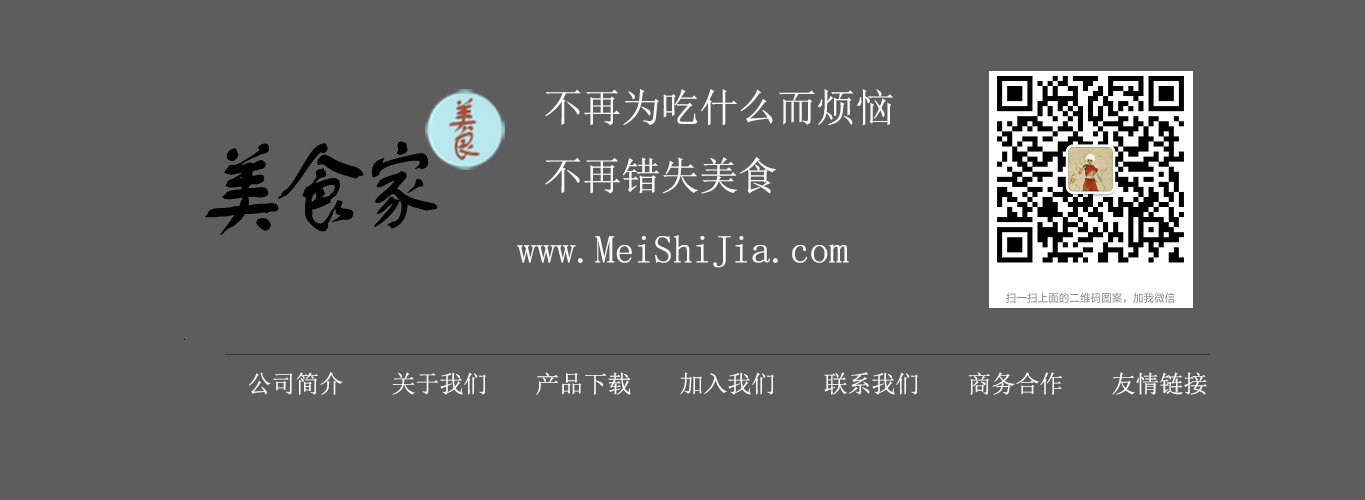 美食家
美食
不再为吃什么而烦恼
不再错失美食
www.MeiShiJia.com
扫一扫上面的二维码图案，加我微信
公司简介 关于我们 产品下载 加入我们 联系我们 商务合作 友情链接